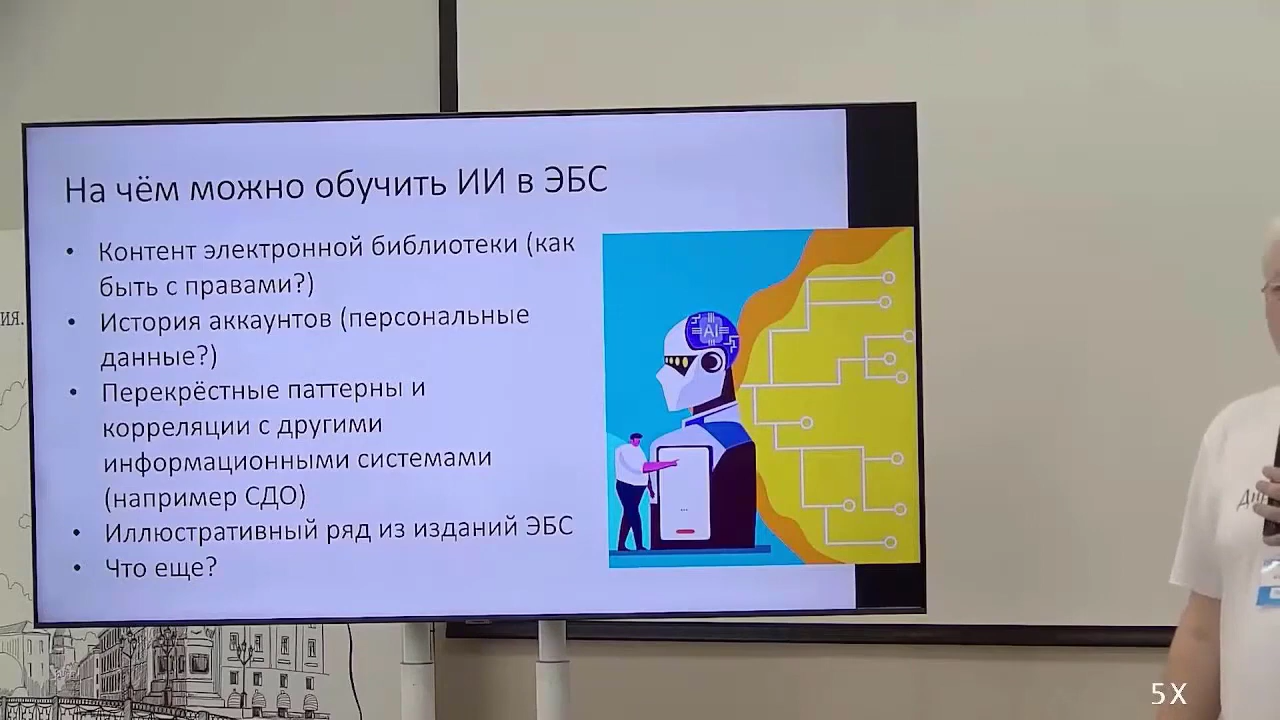 На чём можно обучить ИИ в ЭБС
• Контент электронной библиотеки (как
быть с правами?)
• История аккаунтов (персональные
данные?)
• Перекрёстные паттерны и
корреляции с другими
информационными системами
(например СДО)
• Иллюстративный ряд из изданий ЭБС
• Что еще?
AI
ия.
5X